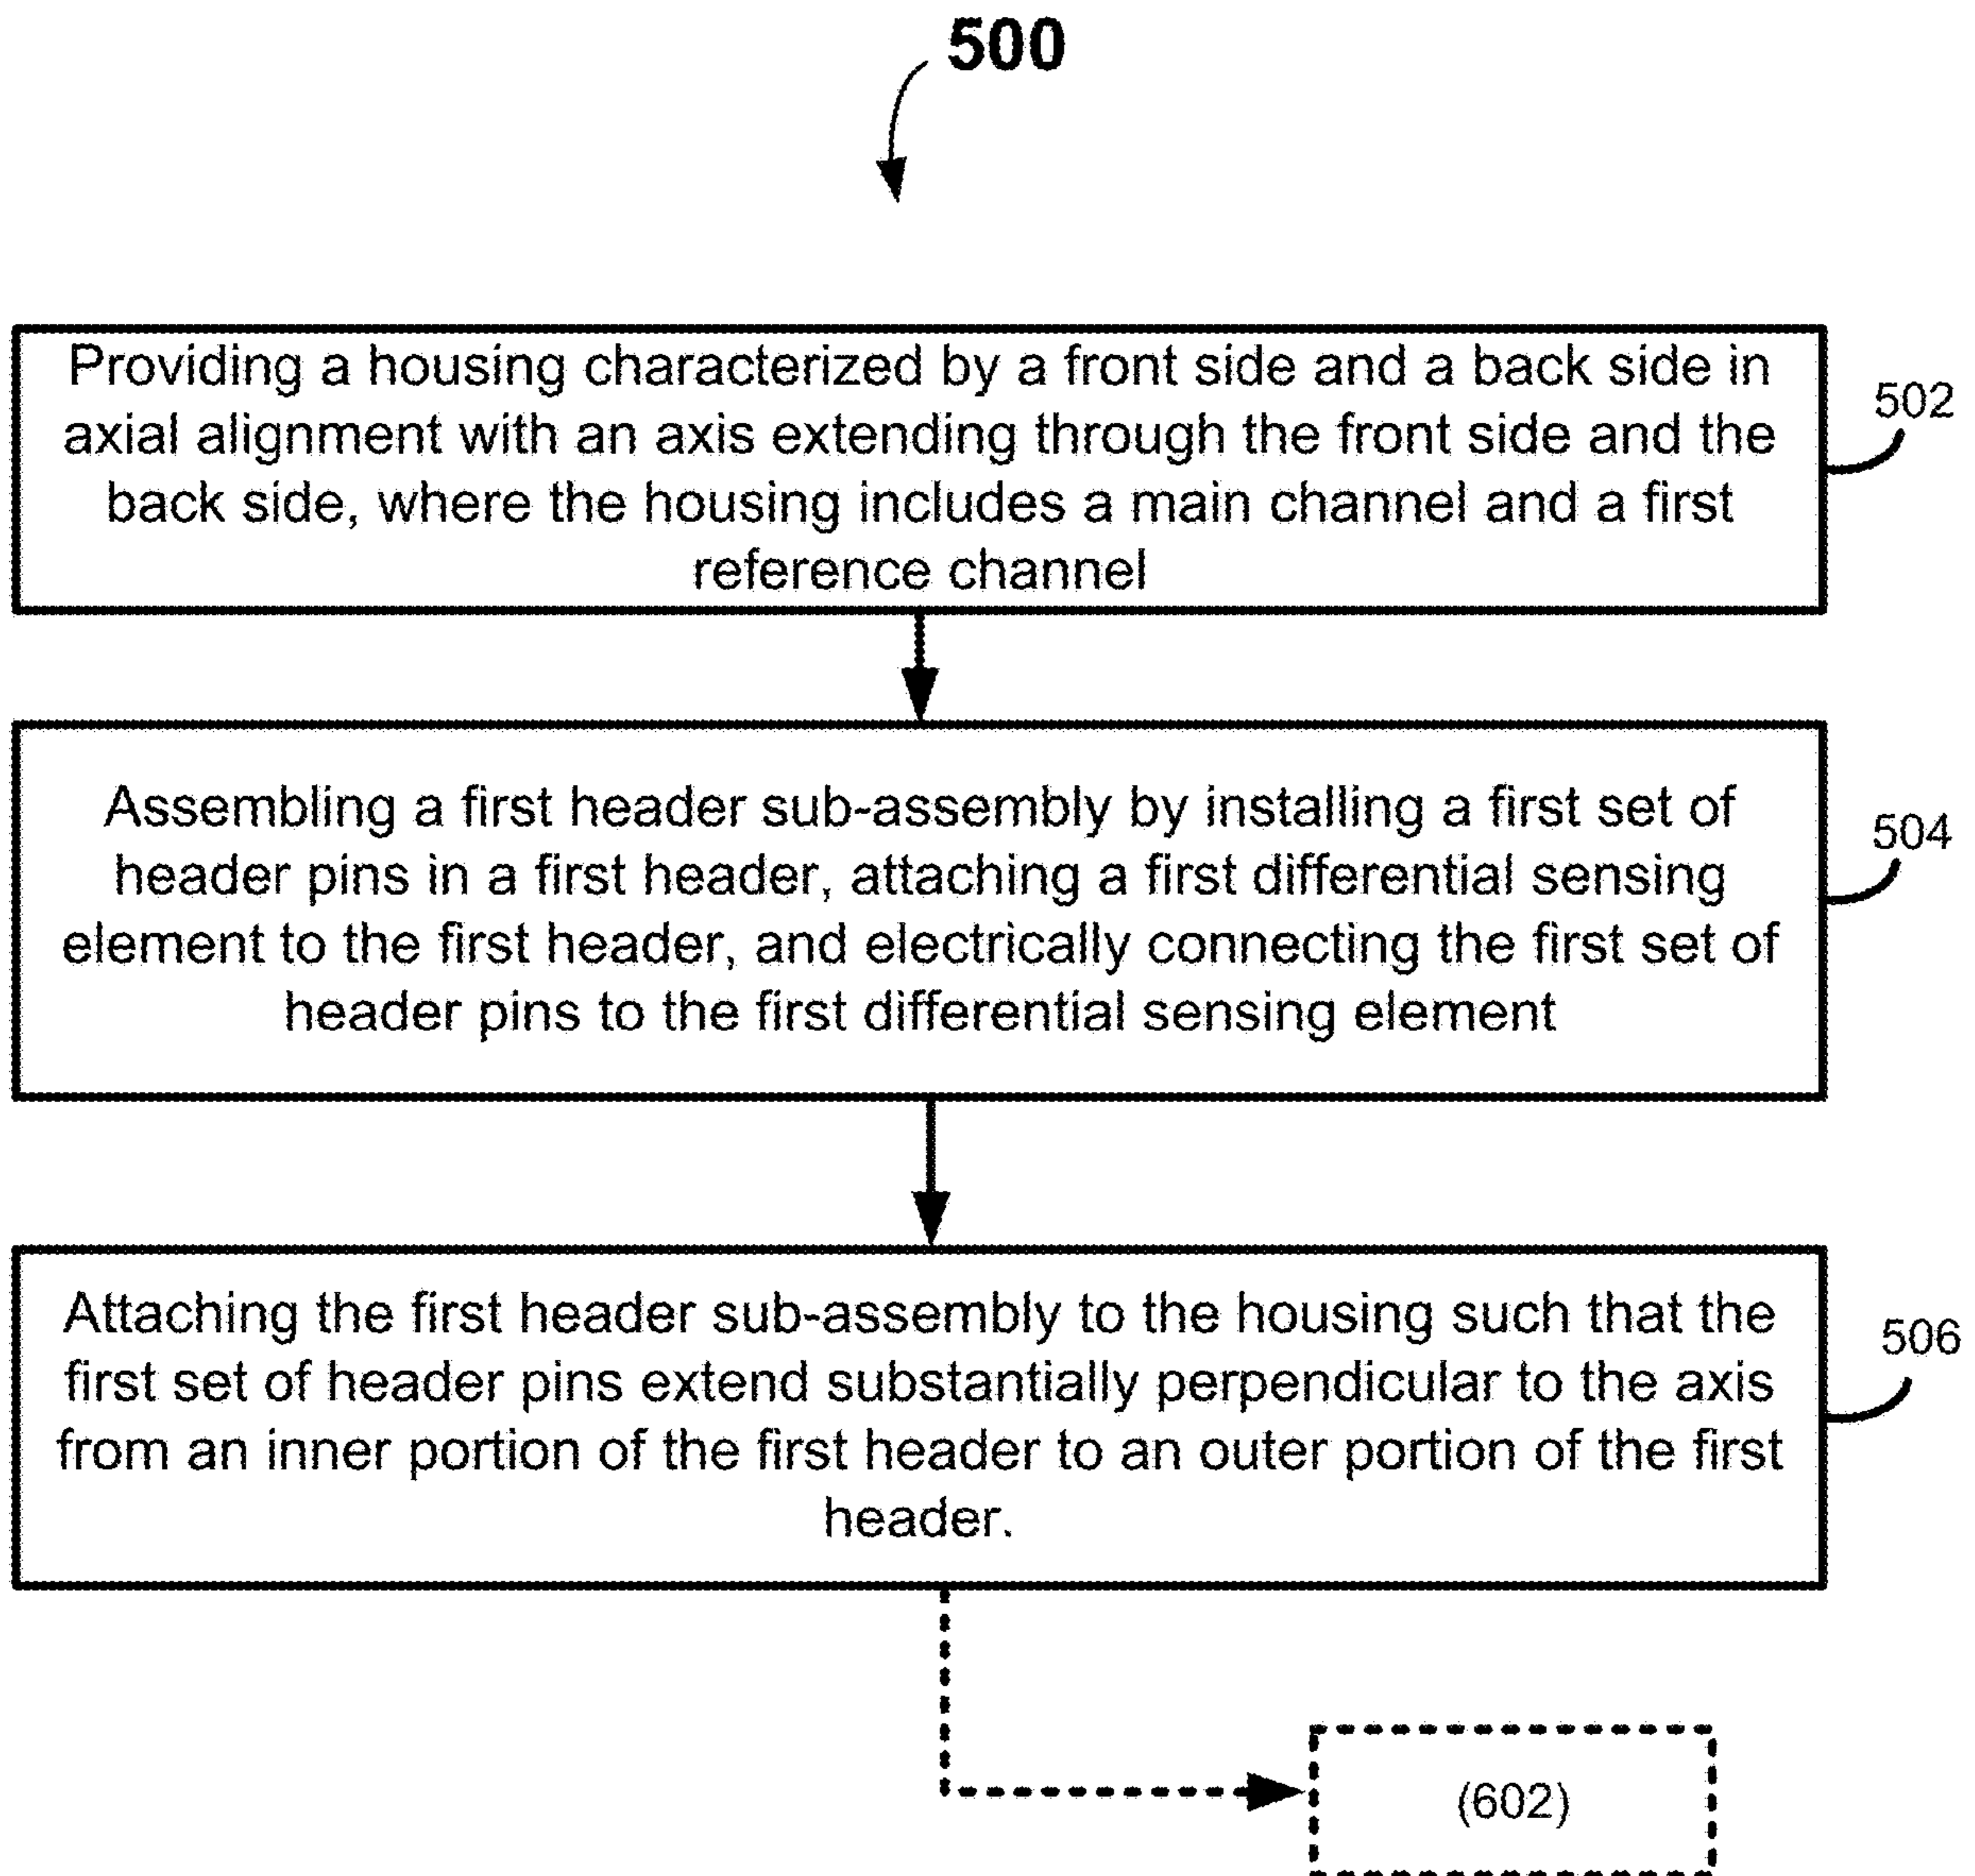 500
Providing a housing characterized by a front side and a back side in
axial alignment with an axis extending through the front side and the
back side, where the housing includes a main channel and a first
reference channel
502
Assembling a first header sub-assembly by installing a first set of
header pins in a first header, attaching a first differential sensing
element to the first header, and electrically connecting the first set of
header pins to the first differential sensing element
504
Attaching the first header sub-assembly to the housing such that the
first set of header pins extend substantially perpendicular to the axis
from an inner portion of the first header to an outer portion of the first
header.
506
(602)